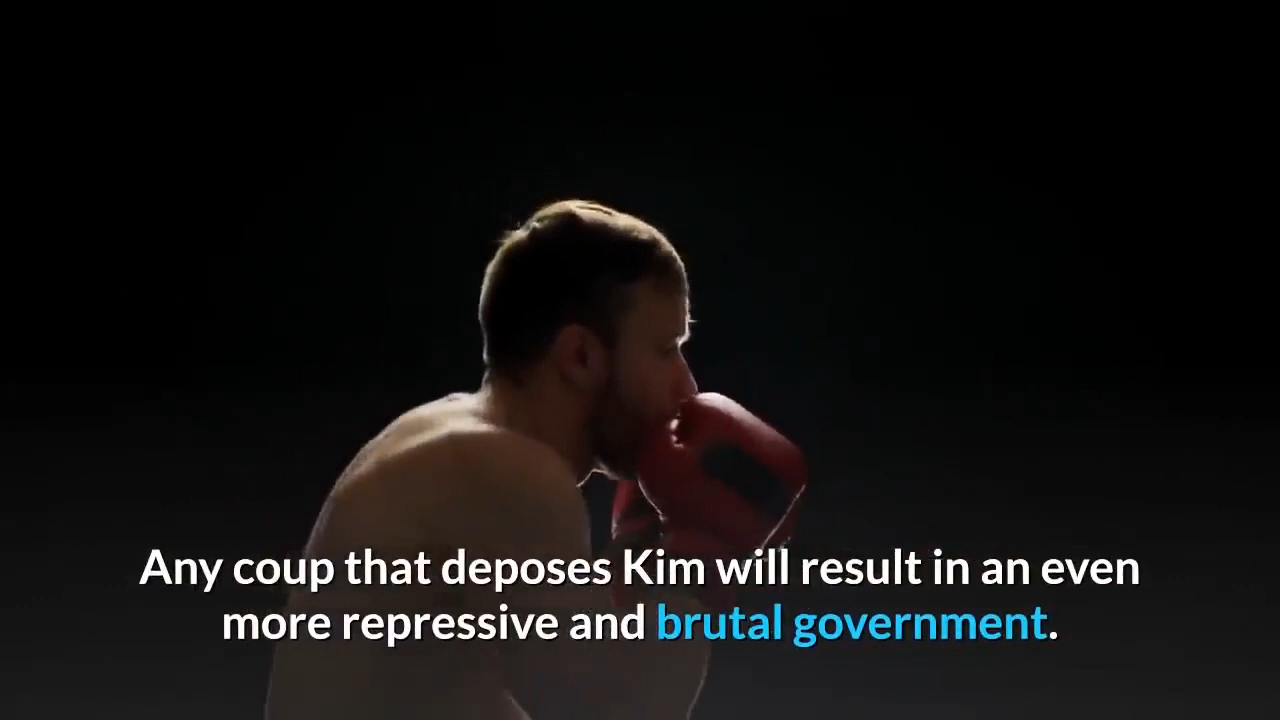 Any coup that deposes Kim will result in an even
more repressive and brutal government.